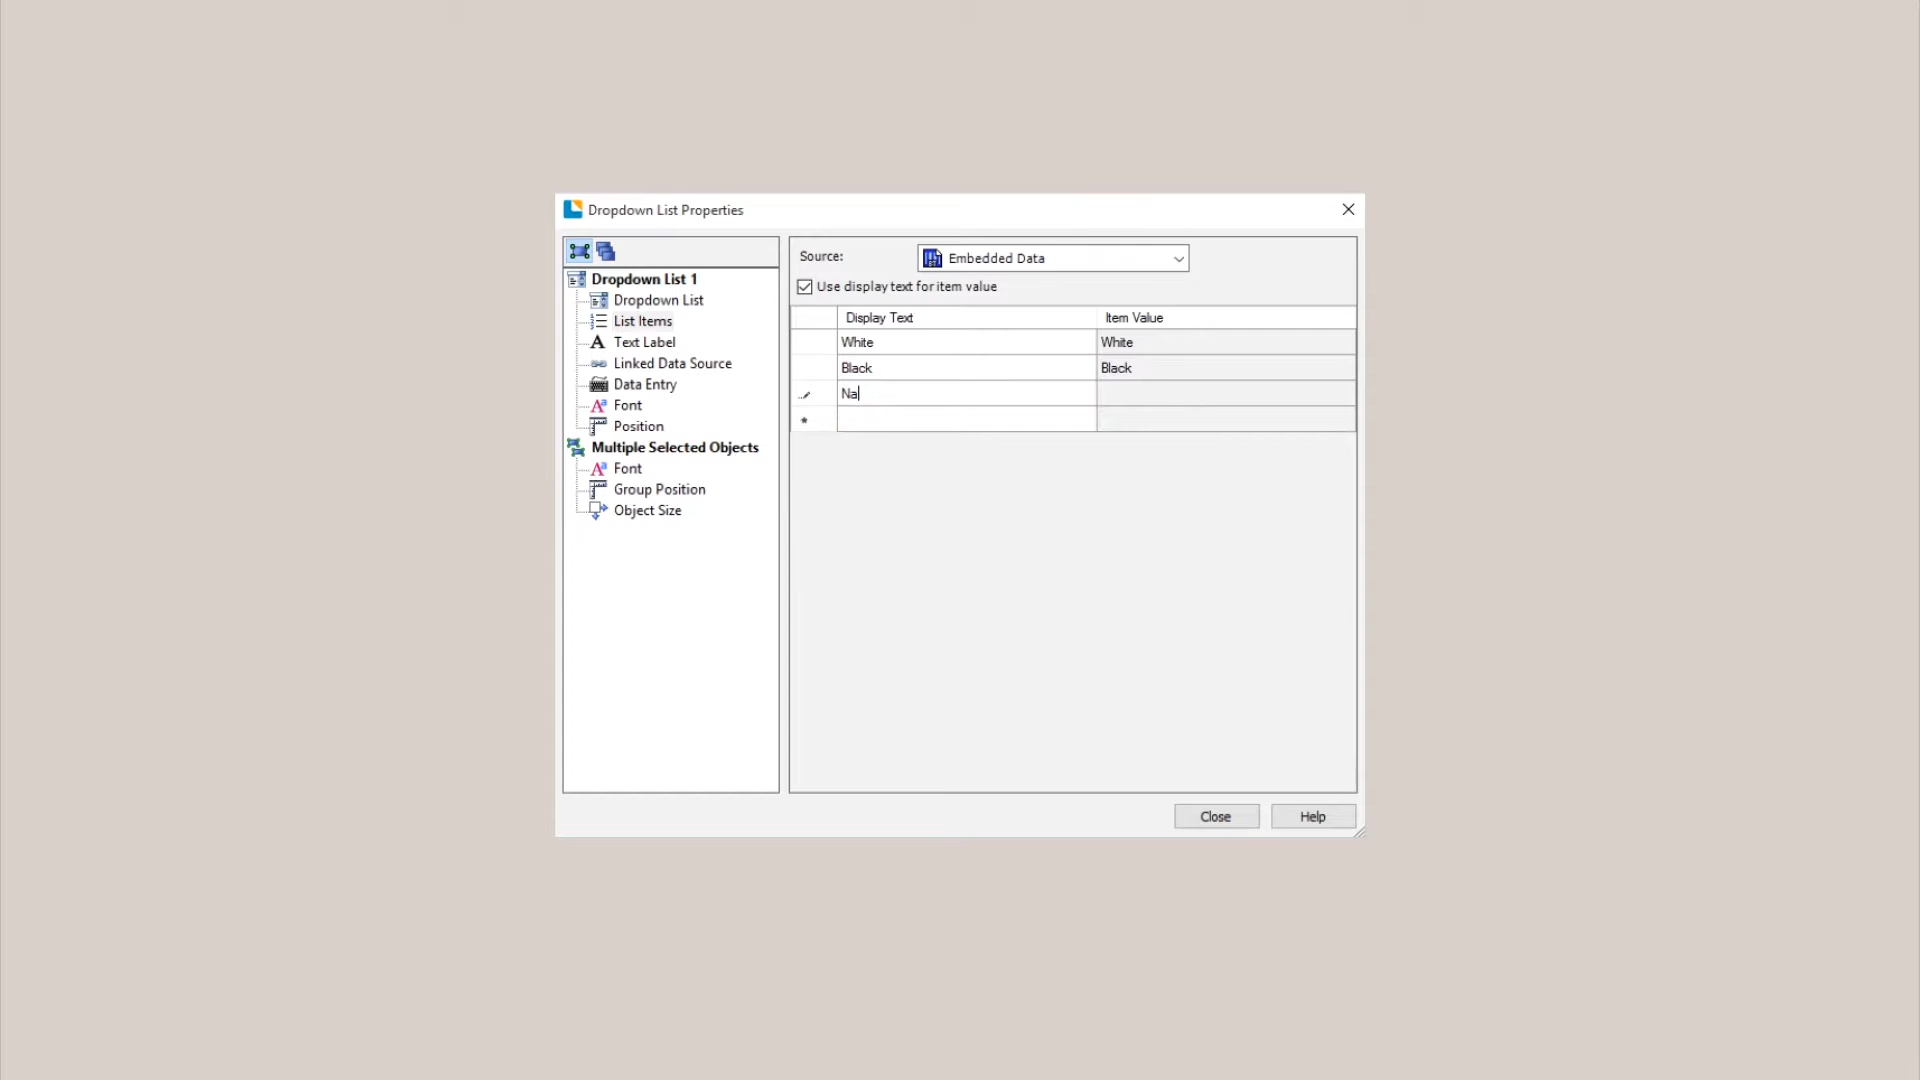 Dropdown List Properties
Dropdown List 1
Dropdown List
List Items
Text Label
Linked Data Source
Data Entry
Font
Position
Multiple Selected Objects
Font
Group Position
Object Size
Source:
Embedded Data
Use display text for item value
Display Text Item Value
White White
Black Black
Na
*
Close Help